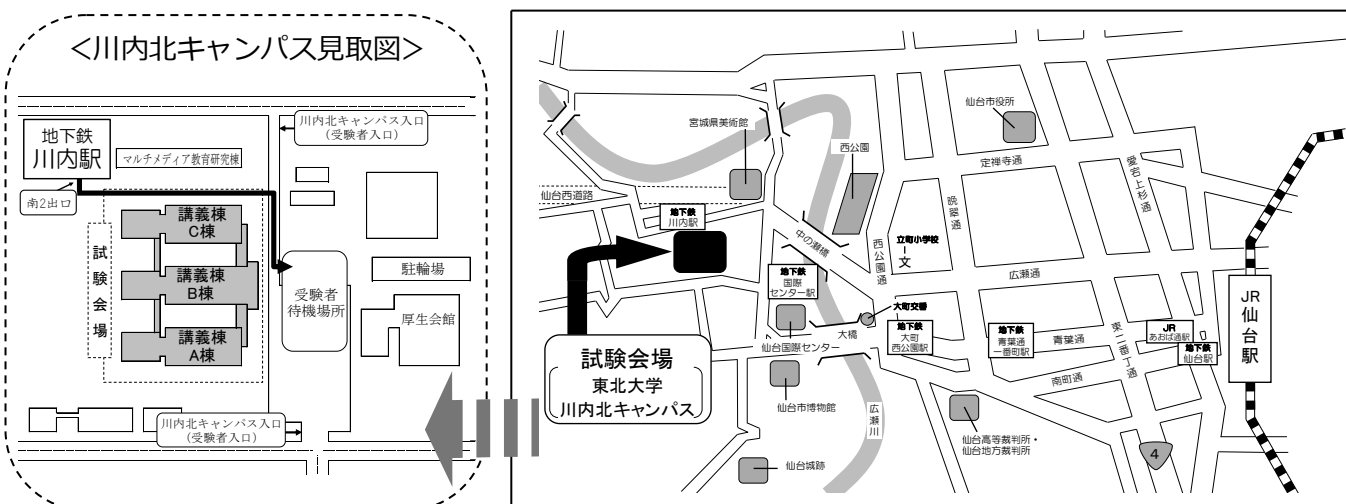 <川内北キャンパス見取図>
川内北キャンパス入口
(受験者入口)
地下鉄
川内駅
マルチメディア教育研究棟
南2出口
試験会場
講義棟
C棟
講義棟
B棟
講義棟
A棟
受験者
待機場所
駐輪場
厚生会館
川内北キャンパス入口
(受験者入口)
仙台市役所
宮城県美術館
西公園
定禅寺通
愛宕上杉通
仙台西道路
晩翠通
地下鉄
川内駅
中の瀬橋
西公園通
立町小学校
文
広瀬通
地下鉄
国際
センター駅
大町交番
JR
仙台駅
大橋
地下鉄
大町
西公園駅
地下鉄
青葉通
一番町駅
青葉通
東二番丁通
JR
あおば通駅
地下鉄
仙台駅
仙台国際センター
南町通
試験会場
東北大学
川内北キャンパス
仙台市博物館
広瀬川
仙台高等裁判所・
仙台地方裁判所
4
仙台城跡